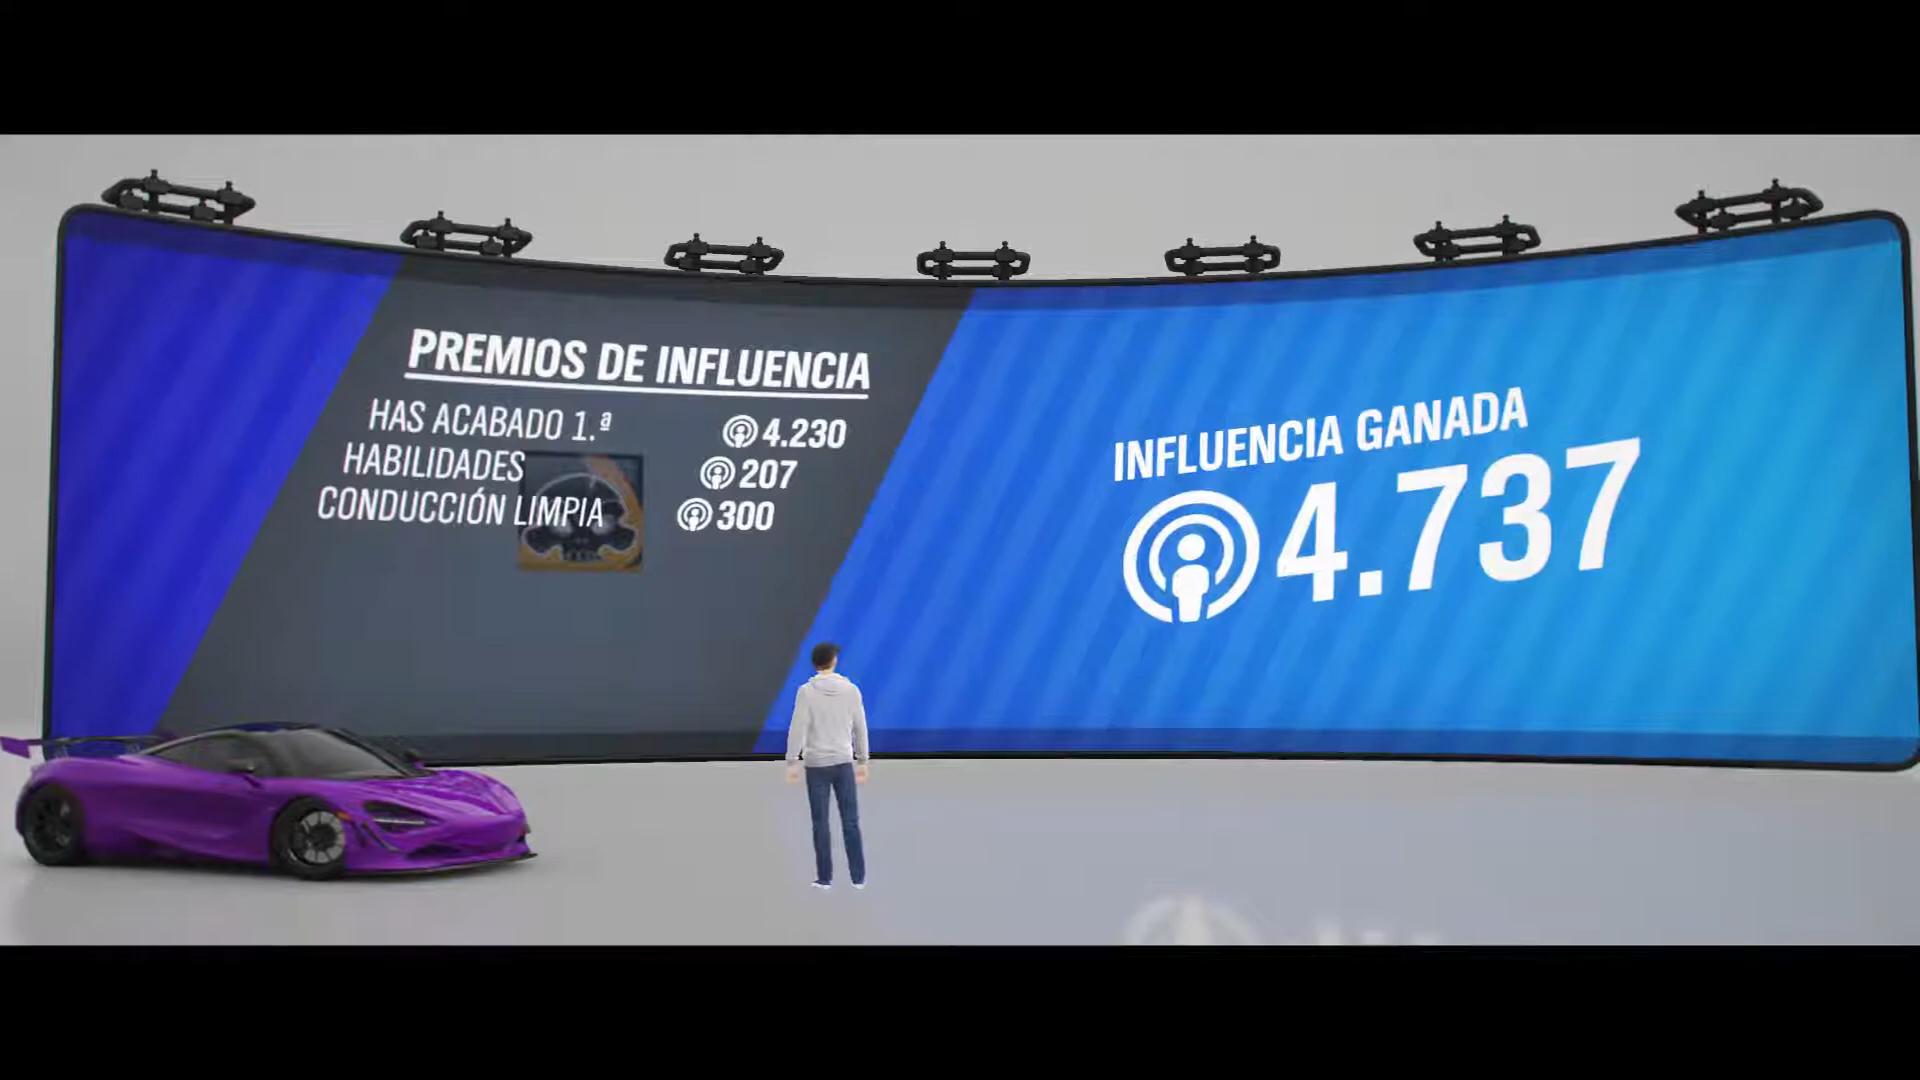 PREMIOS DE INFLUENCIA
HAS ACABADO 1.ª 4.230
HABILIDADES 207
CONDUCCIÓN LIMPIA 300
INFLUENCIA GANADA
4.737